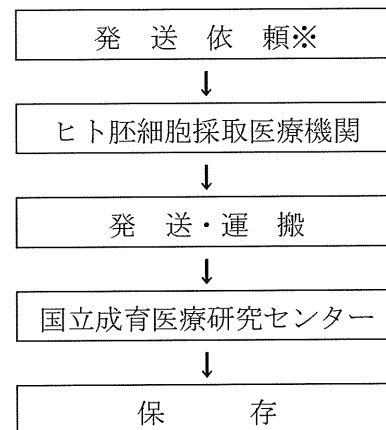 発　送　依　頼※
↓
ヒト胚細胞採取医療機関
↓
発　送・運　搬
↓
国立成育医療研究センター
↓
保　　　存